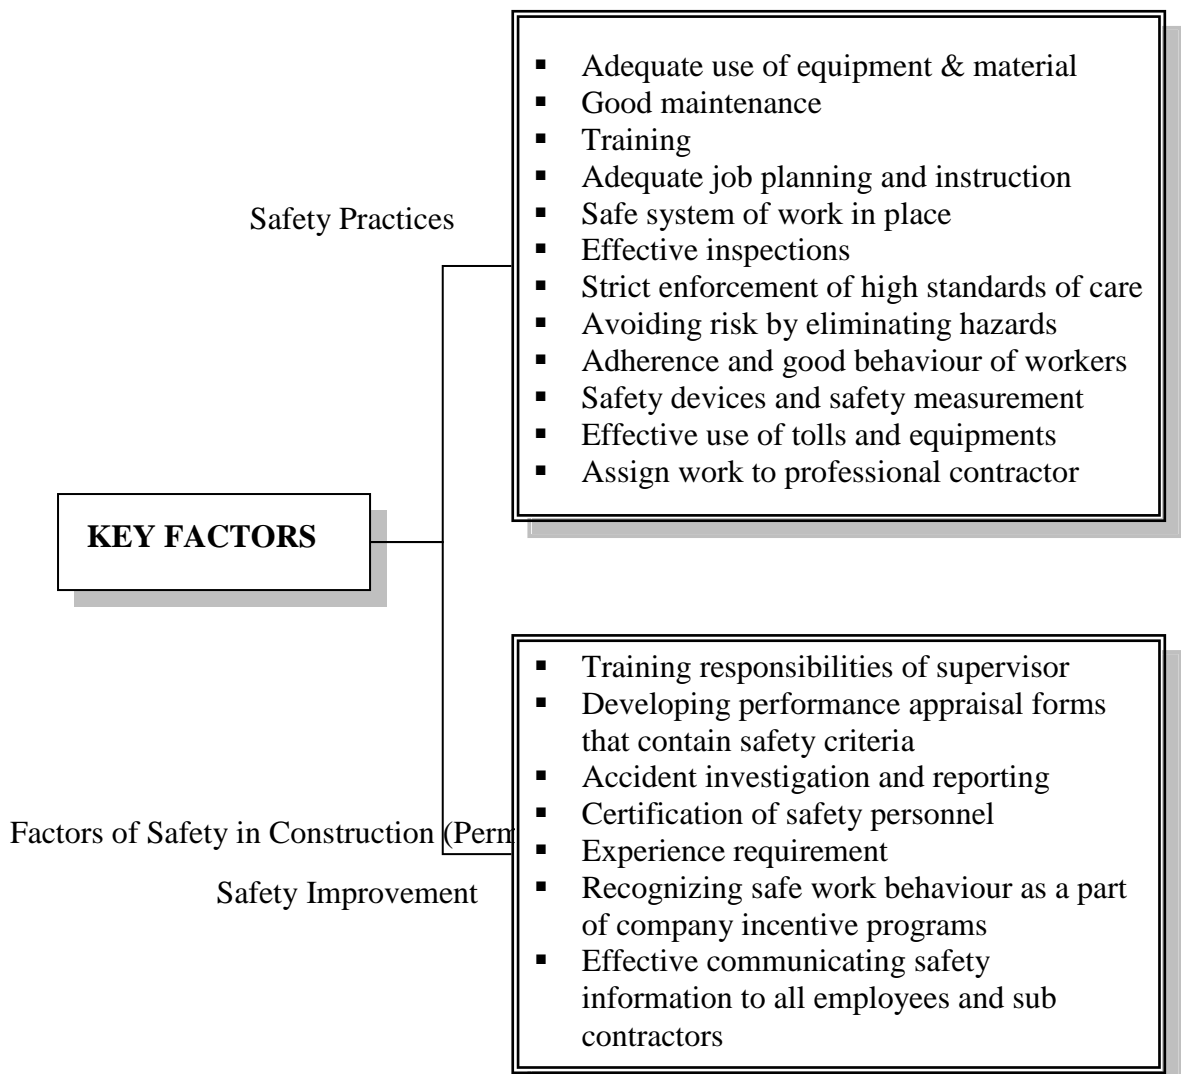 Safety Practices
▪ Adequate use of equipment & material
▪ Good maintenance
▪ Training
▪ Adequate job planning and instruction
▪ Safe system of work in place
▪ Effective inspections
▪ Strict enforcement of high standards of care
▪ Avoiding risk by eliminating hazards
▪ Adherence and good behaviour of workers
▪ Safety devices and safety measurement
▪ Effective use of tolls and equipments
▪ Assign work to professional contractor
KEY FACTORS
Factors of Safety in Construction (Perm
Safety Improvement
▪ Training responsibilities of supervisor
▪ Developing performance appraisal forms
that contain safety criteria
▪ Accident investigation and reporting
▪ Certification of safety personnel
▪ Experience requirement
▪ Recognizing safe work behaviour as a part
of company incentive programs
▪ Effective communicating safety
information to all employees and sub
contractors